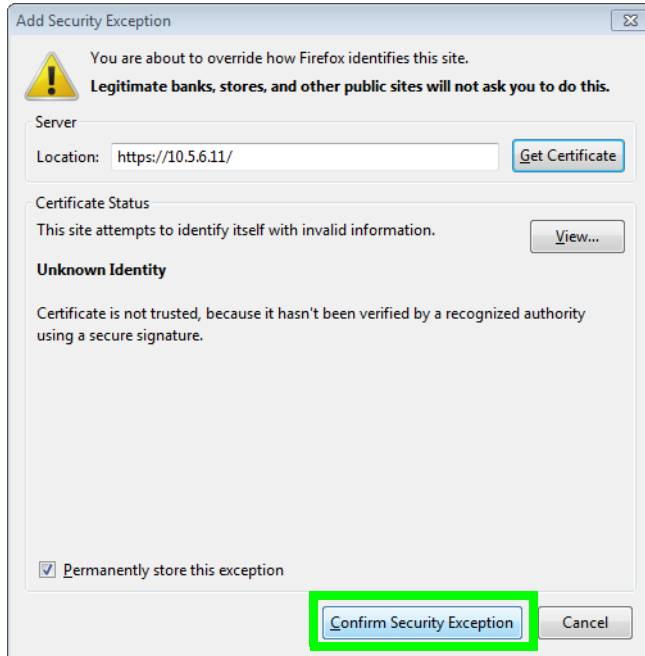 Add Security Exception
You are about to override how Firefox identifies this site.
Legitimate banks, stores, and other public sites will not ask you to do this.
Server
Location: https://10.5.6.11/ Get Certificate
Certificate Status
This site attempts to identify itself with invalid information. View...
Unknown Identity
Certificate is not trusted, because it hasn't been verified by a recognized authority
using a secure signature.
Permanently store this exception
Confirm Security Exception Cancel